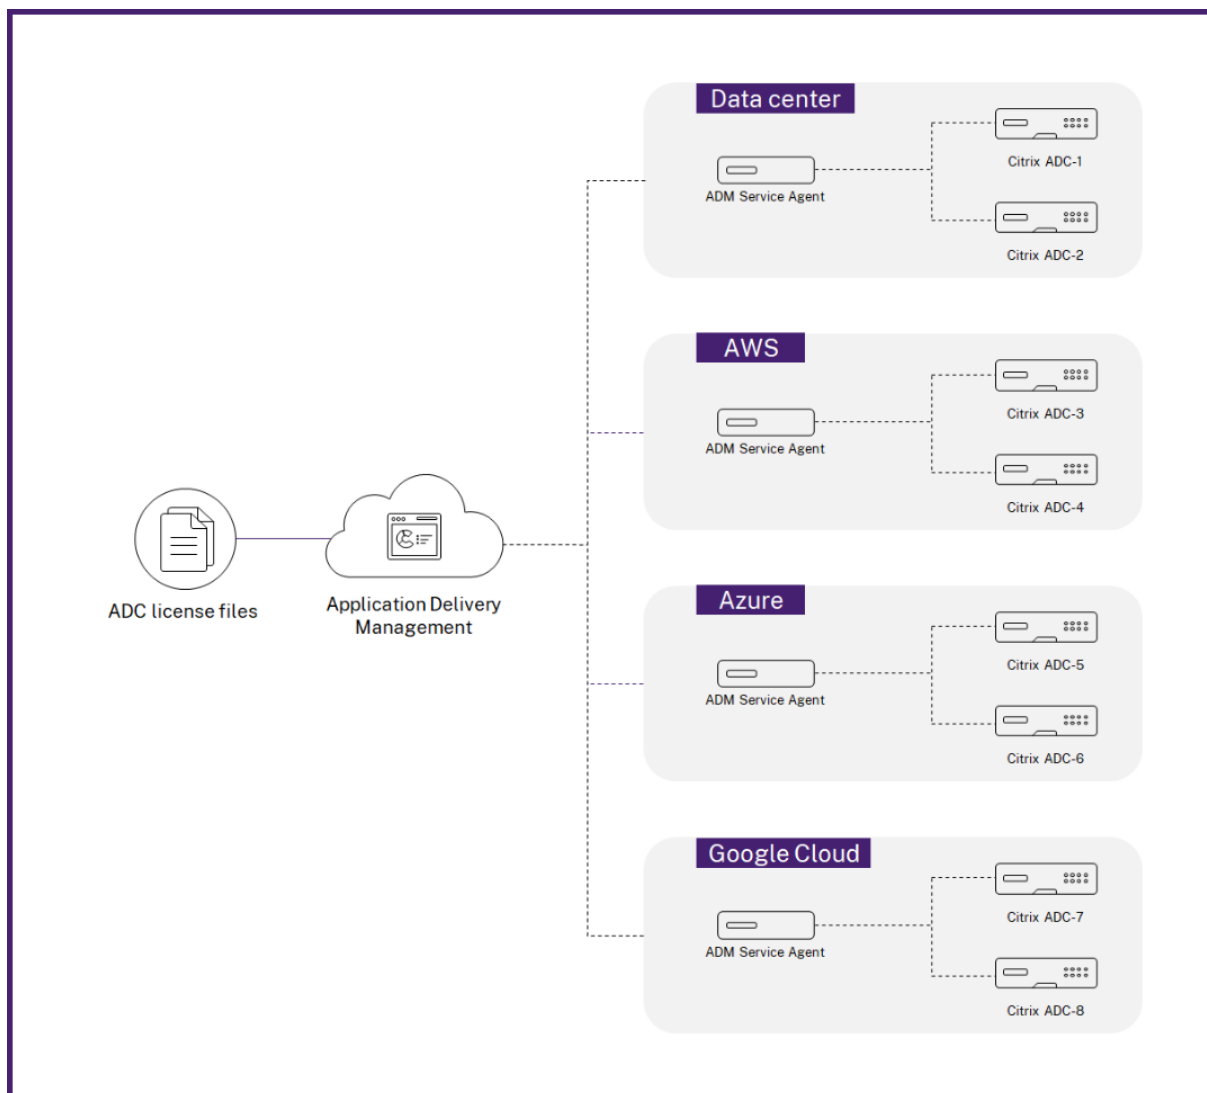 Data center
ADM Service Agent
Citrix ADC-1
Citrix ADC-2
AWS
ADM Service Agent
Citrix ADC-3
Citrix ADC-4
ADC license files
Application Delivery
Management
Azure
ADM Service Agent
Citrix ADC-5
Citrix ADC-6
Google Cloud
ADM Service Agent
Citrix ADC-7
Citrix ADC-8